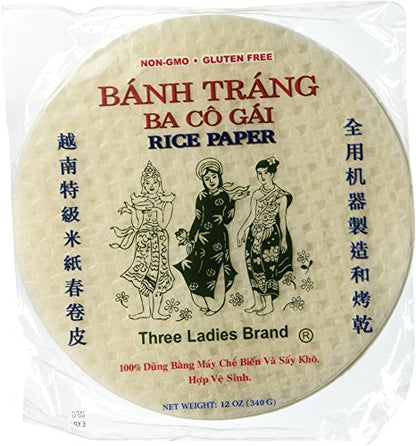 NON-GMO • GLUTEN FREE
BÁNH TRÁNG
BA CÔ GÁI
RICE PAPER
越南特級米紙春卷皮
全用机器製造和烤乾
Three Ladies Brand ®
100% Dùng Bằng Máy Chế Biến Và Sấy Khô,
Hợp Vệ Sinh.
NET WEIGHT: 12 OZ (340 G)